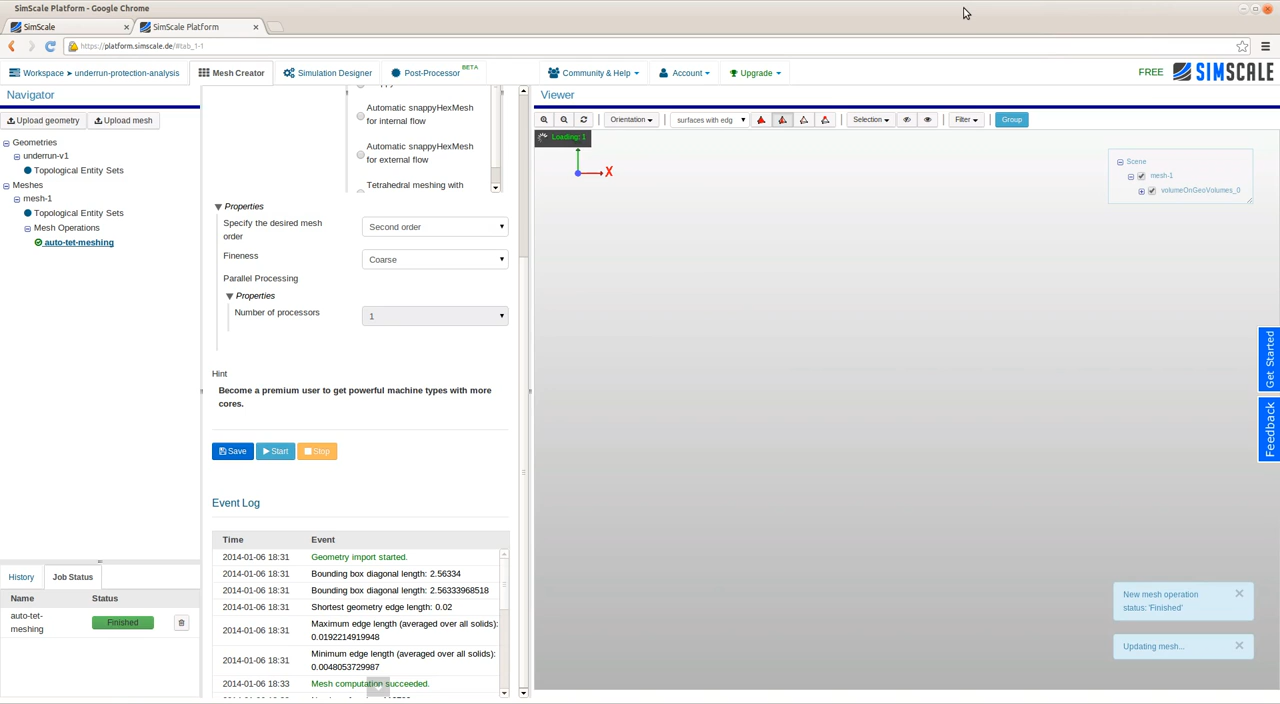 SimScale Platform - Google Chrome
SimScale
SimScale Platform
https://platform.simscale.de/#tab_1-1
Workspace ➤ underrun-protection-analysis
Mesh Creator
Simulation Designer
Post-Processor
BETA
Community & Help
Account
Upgrade
FREE
SIMSCALE
Navigator
Viewer
Upload geometry
Upload mesh
Orientation
surfaces with edg
Selection
Filter
Group
Geometries
underrun-v1
Topological Entity Sets
Meshes
mesh-1
Topological Entity Sets
Mesh Operations
auto-tet-meshing
Automatic snappyHexMesh
for internal flow
Automatic snappyHexMesh
for external flow
Tetrahedral meshing with
Properties
Specify the desired mesh
order
Second order
Fineness
Coarse
Parallel Processing
Properties
Number of processors
1
Hint
Become a premium user to get powerful machine types with more
cores.
Save
Start
Stop
Event Log
Time
Event
2014-01-06 18:31
Geometry import started.
2014-01-06 18:31
Bounding box diagonal length: 2.56334
2014-01-06 18:31
Bounding box diagonal length: 2.56333968518
2014-01-06 18:31
Shortest geometry edge length: 0.02
2014-01-06 18:31
Maximum edge length (averaged over all solids):
0.0192214919948
2014-01-06 18:31
Minimum edge length (averaged over all solids):
0.0048053729987
2014-01-06 18:33
Mesh computation succeeded.
Loading: 1
X
Scene
mesh-1
volumeOnGeoVolumes_0
Get Started
Feedback
New mesh operation
status: 'Finished'
Updating mesh...
History
Job Status
Name
Status
auto-tet-
meshing
Finished